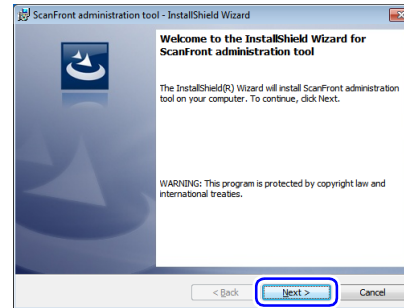 ScanFront administration tool - InstallShield Wizard
Welcome to the InstallShield Wizard for
ScanFront administration tool
The InstallShield(R) Wizard will install ScanFront administration
tool on your computer. To continue, click Next.
WARNING: This program is protected by copyright law and
international treaties.
< Back
Next >
Cancel